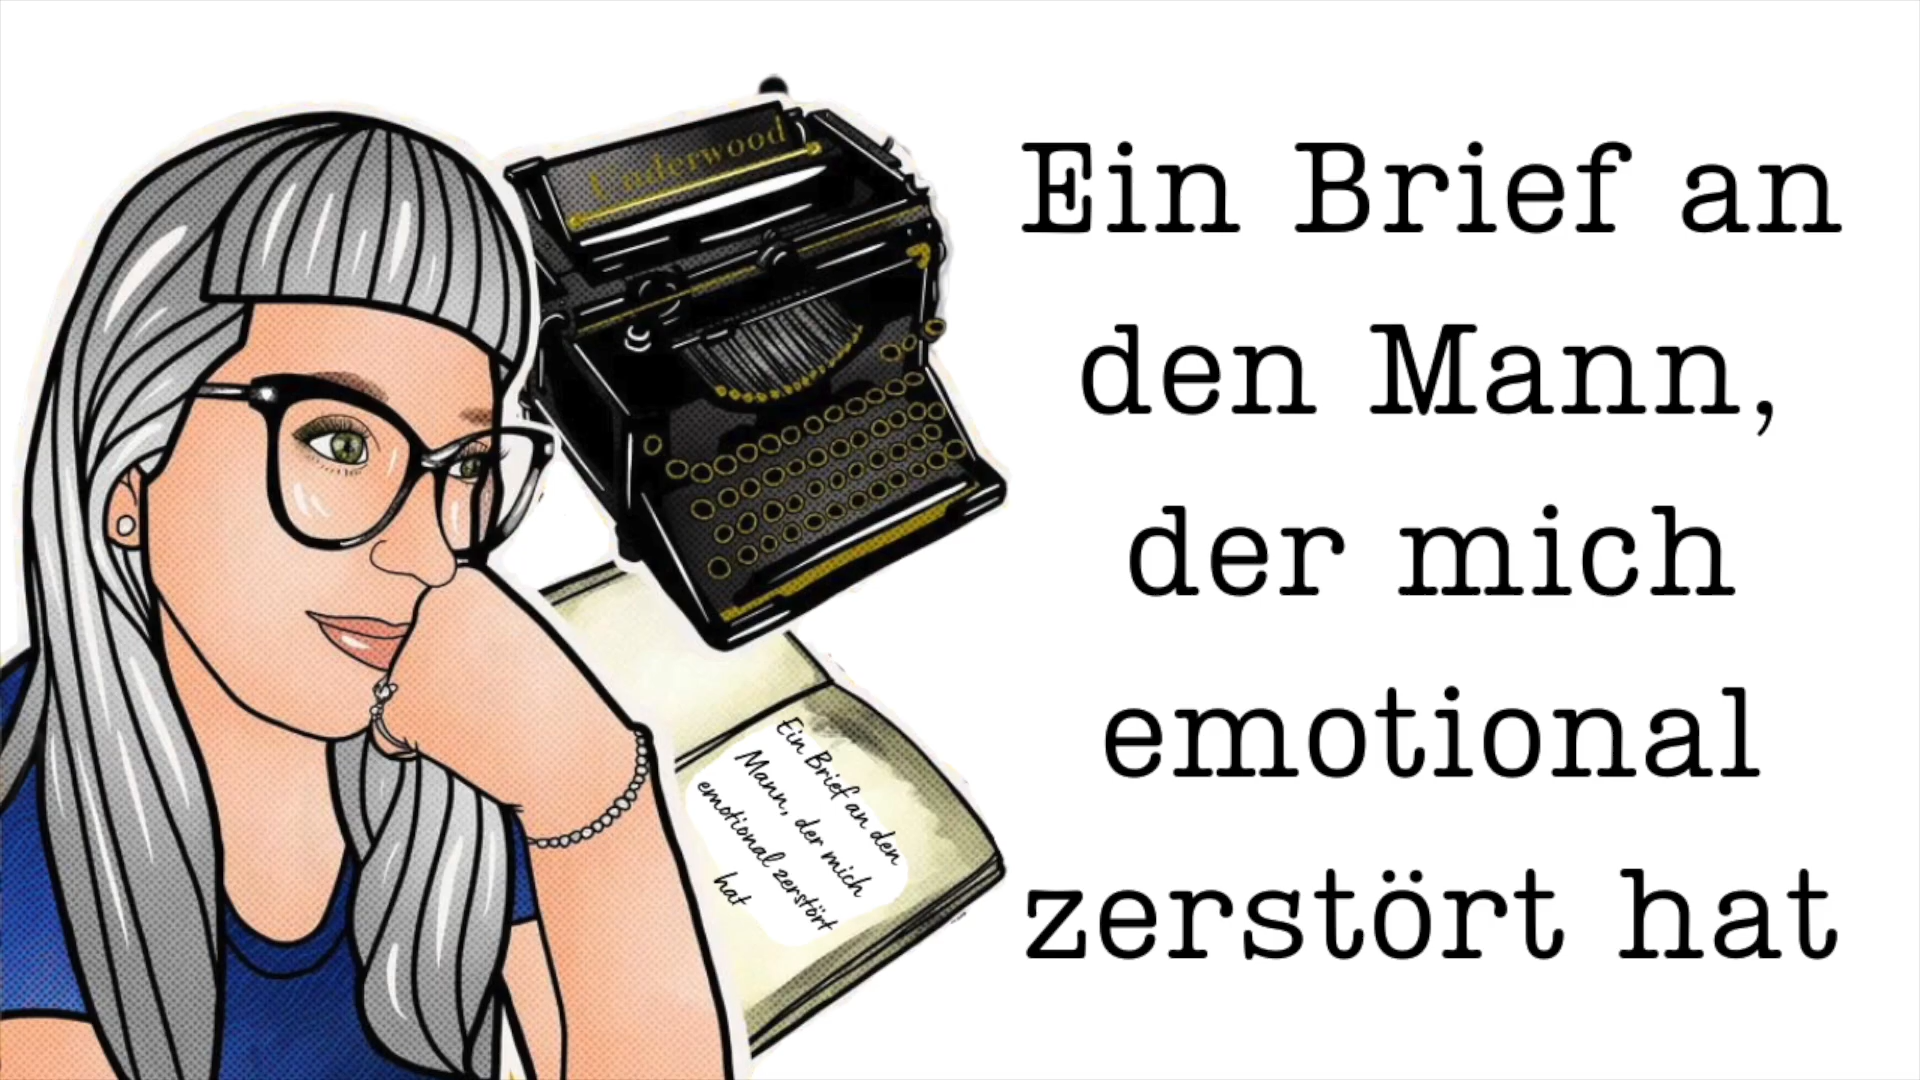 Underwood
Ein Brief an
den Mann,
der mich
emotional
zerstört hat
Ein Brief an den
Mann, der mich
emotional zerstört
hat